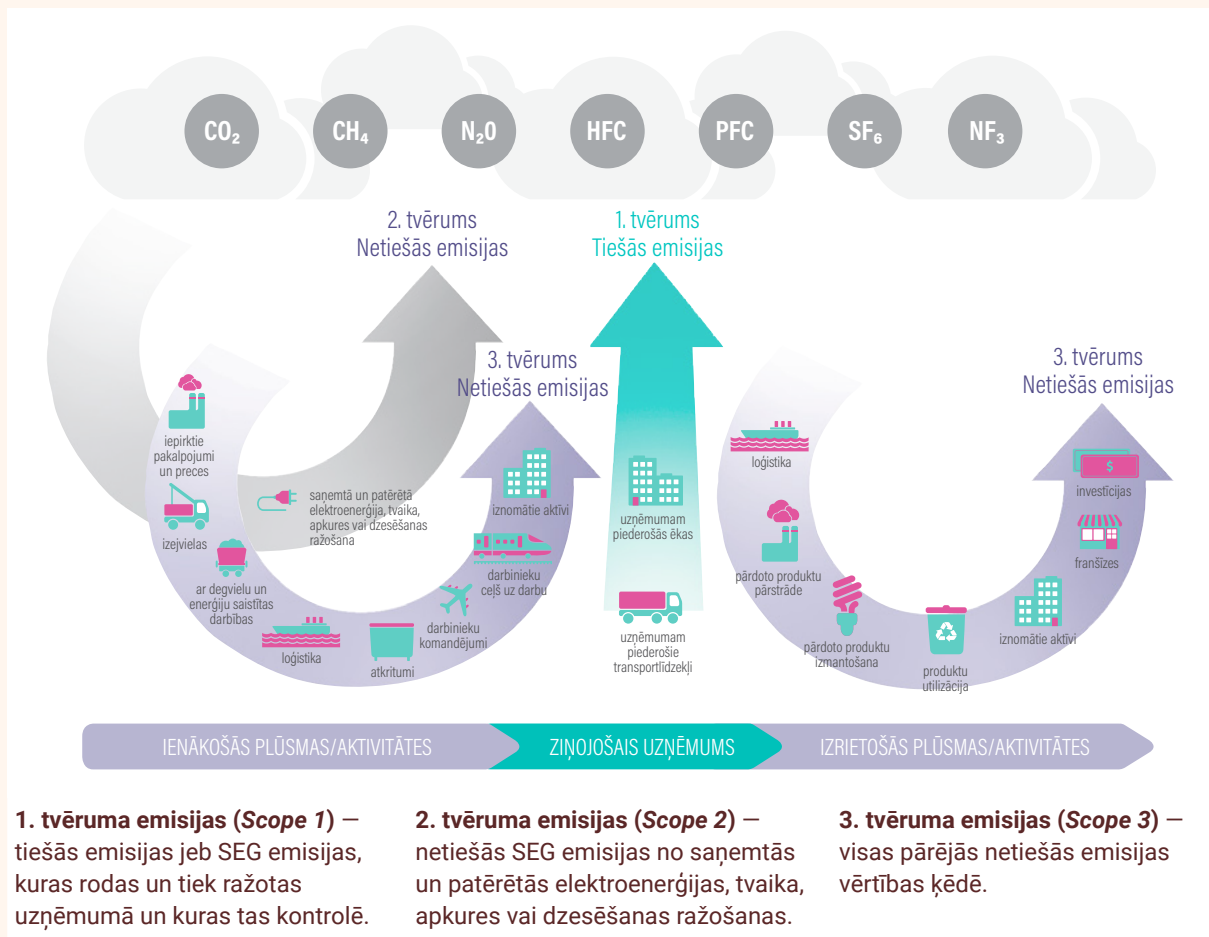 CO₂
CH₄
N₂0
HFC
PFC
SF₆
NF₃
2. tvērums
Netiešās emisijas
1. tvērums
Tiešās emisijas
3. tvērums
Netiešās emisijas
3. tvērums
Netiešās emisijas
iepirktie
pakalpojumi
un preces
izejvielas
ar degvielu un
enerģiju saistītas
darbības
loģistika
atkritumi
darbinieku
komandējumi
darbinieku
ceļš uz darbu
iznomātie aktīvi
saņemtā un patērētā
elektroenerģija, tvaika,
apkures vai dzesēšanas
ražošana
uzņēmumam
piederošās ēkas
uzņēmumam
piederošie
transportlīdzekļi
loģistika
pārdoto produktu
pārstrāde
pārdoto produktu
izmantošana
produktu
utilizācija
iznomātie aktīvi
franšīzes
$
investīcijas
IENĀKOŠĀS PLŪSMAS/AKTIVITĀTES
ZIŅOJOŠAIS UZŅĒMUMS
IZRIETOŠĀS PLŪSMAS/AKTIVITĀTES
1. tvēruma emisijas (Scope 1) —
tiešās emisijas jeb SEG emisijas,
kuras rodas un tiek ražotas
uzņēmumā un kuras tas kontrolē.
2. tvēruma emisijas (Scope 2) —
netiešās SEG emisijas no saņemtās
un patērētās elektroenerģijas, tvaika,
apkures vai dzesēšanas ražošanas.
3. tvēruma emisijas (Scope 3) —
visas pārējās netiešās emisijas
vērtības ķēdē.